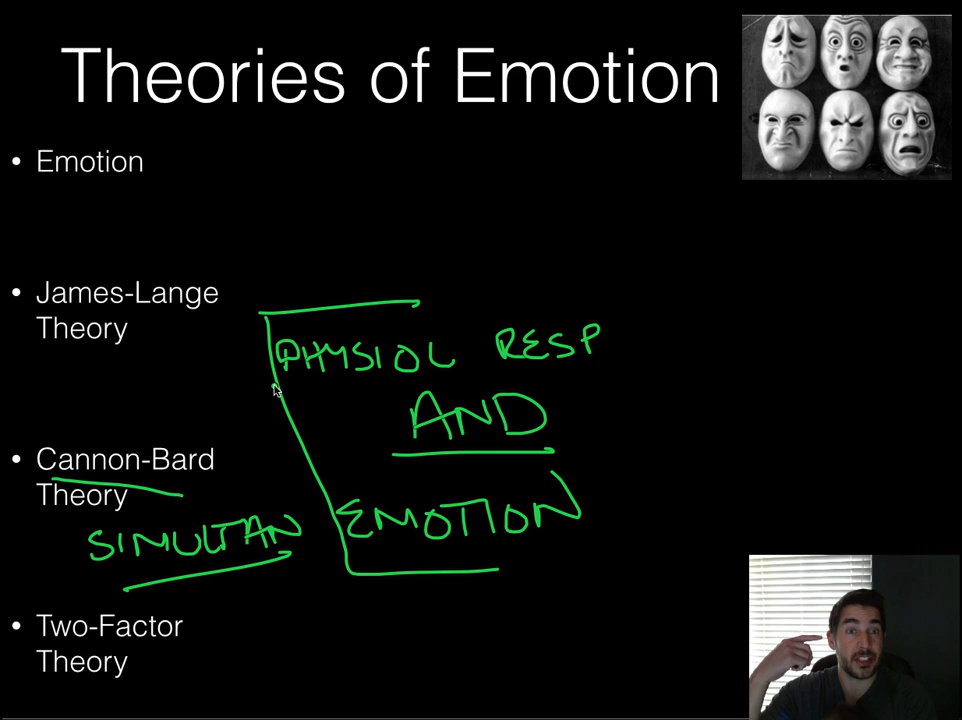 Theories of Emotion
• Emotion
• James-Lange
Theory
PHYSIOL RESP
AND
• Cannon-Bard
Theory
SIMULTAN
EMOTION
• Two-Factor
Theory